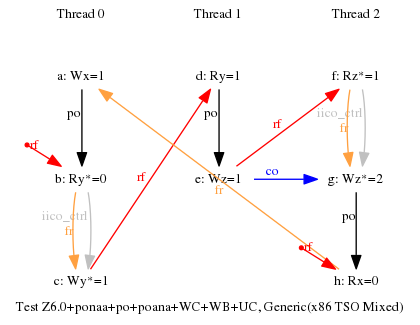 Thread 0 Thread 1 Thread 2
a: Wx=1 d: Ry=1 f: Rz*=1
po po iico_ctrl
rf fr
rf
rf b: Ry*=0 e: Wz=1 co g: Wz*=2
fr
iico_ctrl po
fr
rf
c: Wy*=1 h: Rx=0
Test Z6.0+ponaa+po+poana+WC+WB+UC, Generic(x86 TSO Mixed)